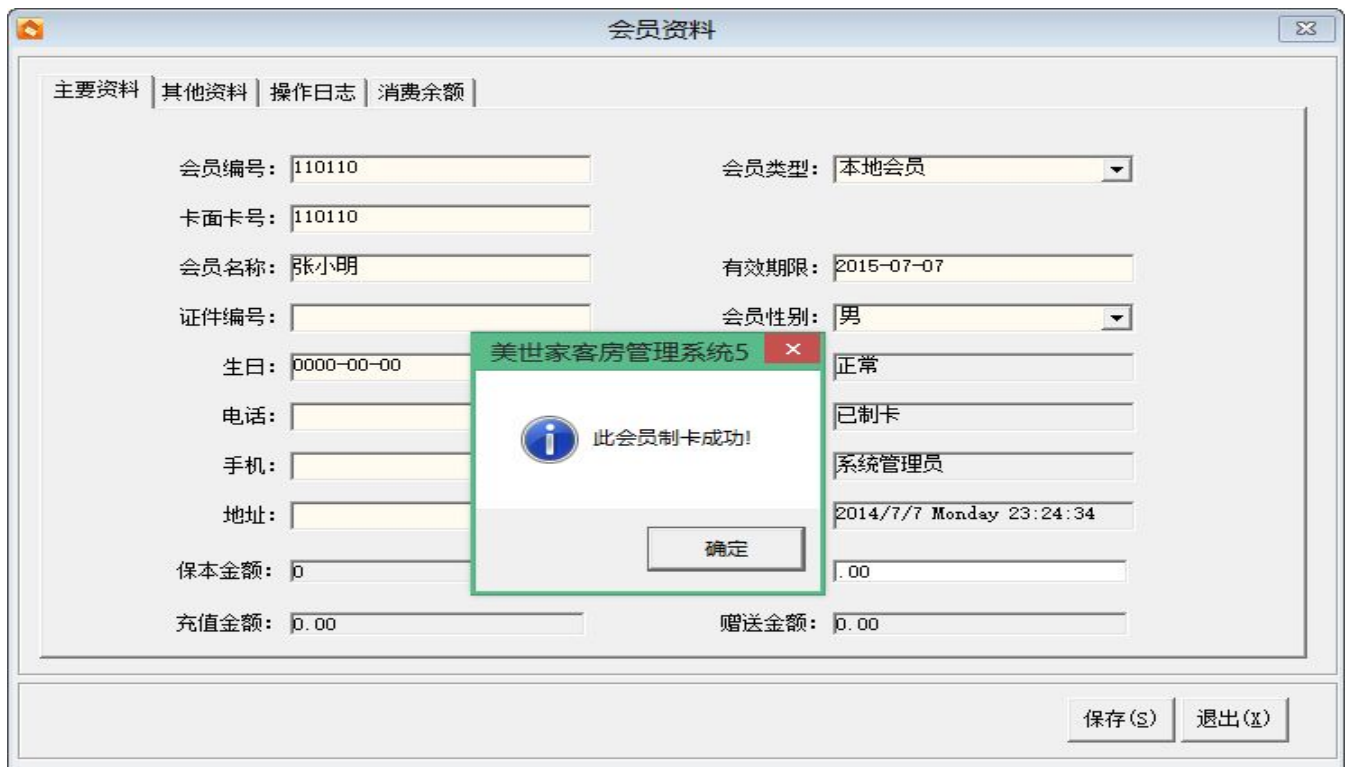 会员资料
主要资料 其他资料 操作日志 消费余额
会员编号: 110110 会员类型: 本地会员
卡面卡号: 110110
会员名称: 张小明 有效期限: 2015-07-07
证件编号: 会员性别: 男
美世家客房管理系统5
生日: 0000-00-00 正常
电话: 已制卡
此会员制卡成功!
手机: 系统管理员
地址: 2014/7/7 Monday 23:24:34
确定
保本金额: 0 .00
充值金额: 0.00 赠送金额: 0.00
保存(S) 退出(X)